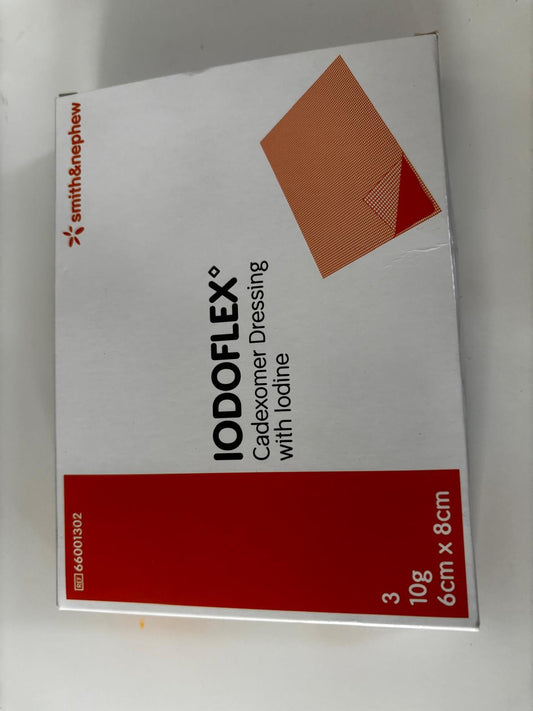 smith&nephew
IODOFLEX◊
Cadexomer Dressing
with Iodine
REF 66001302
3
10g
6cm x 8cm